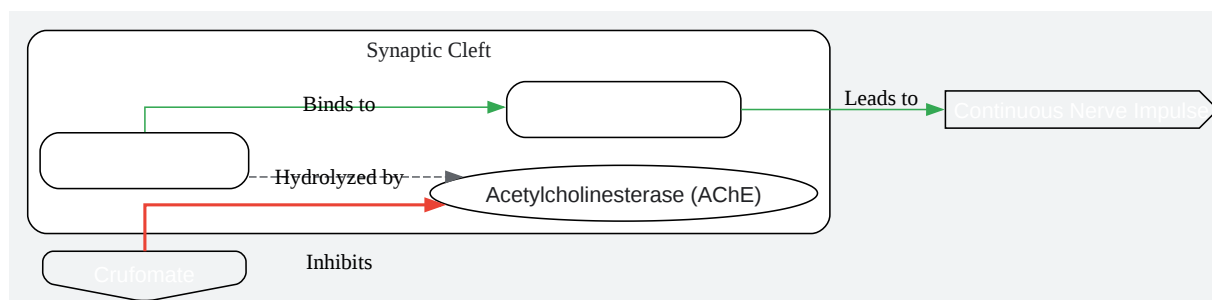 Synaptic Cleft
Binds to
Leads to
Continuous Nerve Impulse
Hydrolyzed by
Acetylcholinesterase (AChE)
Crufomate
Inhibits